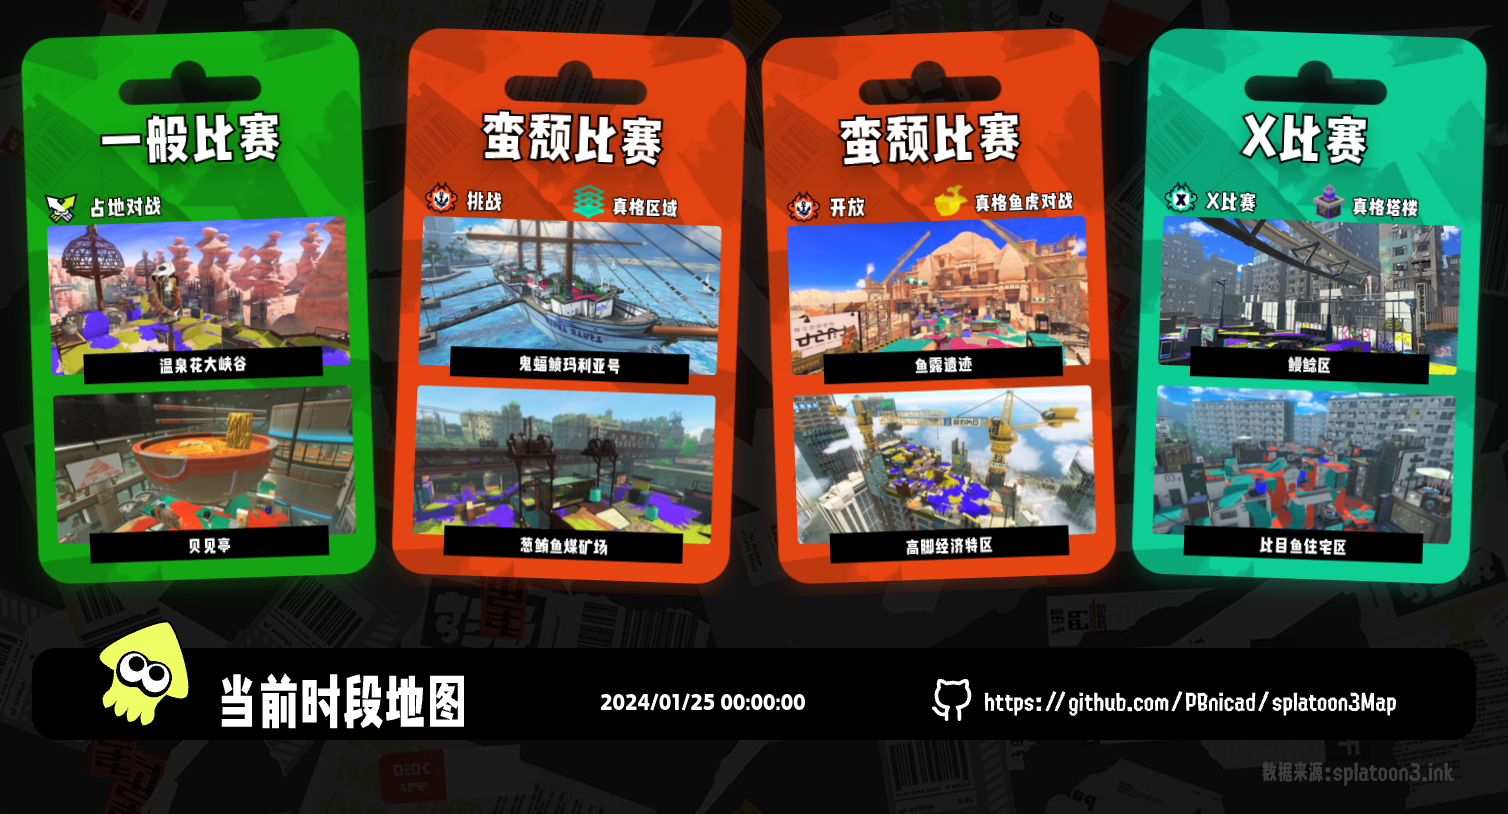 一般比赛
占地对战
温泉花大峡谷
贝见亭
蛮颓比赛
挑战
真格区域
鬼蝠鲼玛利亚号
葱鲔鱼煤矿场
蛮颓比赛
开放
真格鱼虎对战
鱼露遗迹
高脚经济特区
X比赛
X比赛
真格塔楼
鳗鲶区
比目鱼住宅区
当前时段地图
2024/01/25 00:00:00
https://github.com/PBnicad/splatoon3Map
数据来源:splatoon3.ink